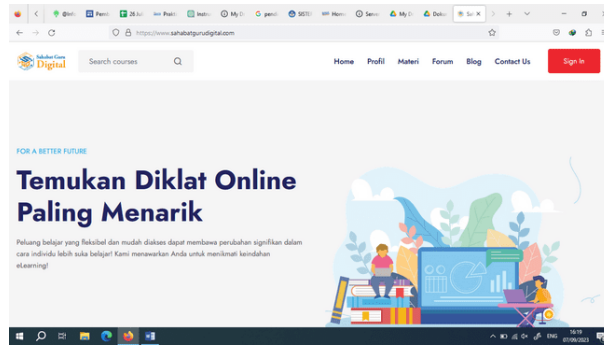 https://www.sahabatgurudigital.com
Sahabat Guru
Digital
Search courses
Home Profil Materi Forum Blog Contact Us
Sign In
FOR A BETTER FUTURE
Temukan Diklat Online
Paling Menarik
Peluang belajar yang fleksibel dan mudah diakses dapat membawa perubahan signifikan dalam
cara individu lebih suka belajar! Kami menawarkan Anda untuk menikmati keindahan
eLearning!
ENG
16:19
07/09/2023